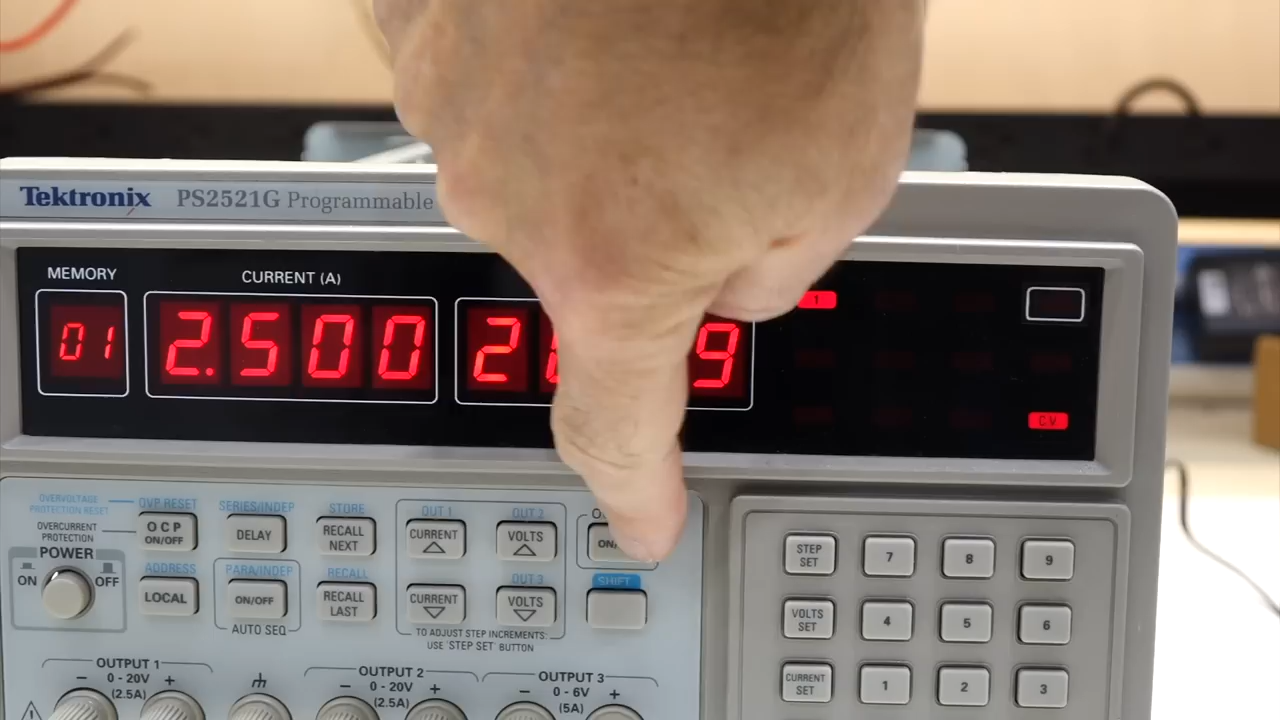 Tektronix PS2521G Programmable
MEMORY
CURRENT (A)
01
2.500
1
C.V
OVERVOLTAGE
PROTECTION RESET
OVP RESET
SERIES/INDEP
STORE
OUT 1
OUT 2
OVERCURRENT
PROTECTION
OCP
ON/OFF
DELAY
RECALL
NEXT
CURRENT
VOLTS
STEP
SET
7
8
9
POWER
ON
OFF
ADDRESS
PARA/INDEP
RECALL
OUT 3
SHIFT
LOCAL
ON/OFF
RECALL
LAST
CURRENT
VOLTS
AUTO SEQ
TO ADJUST STEP INCREMENTS:
USE 'STEP SET' BUTTON
VOLTS
SET
4
5
6
OUTPUT 1
0 - 20V
(2.5A)
- +
OUTPUT 2
0 - 20V
(2.5A)
- +
OUTPUT 3
0 - 6V
(5A)
- +
CURRENT
SET
1
2
3